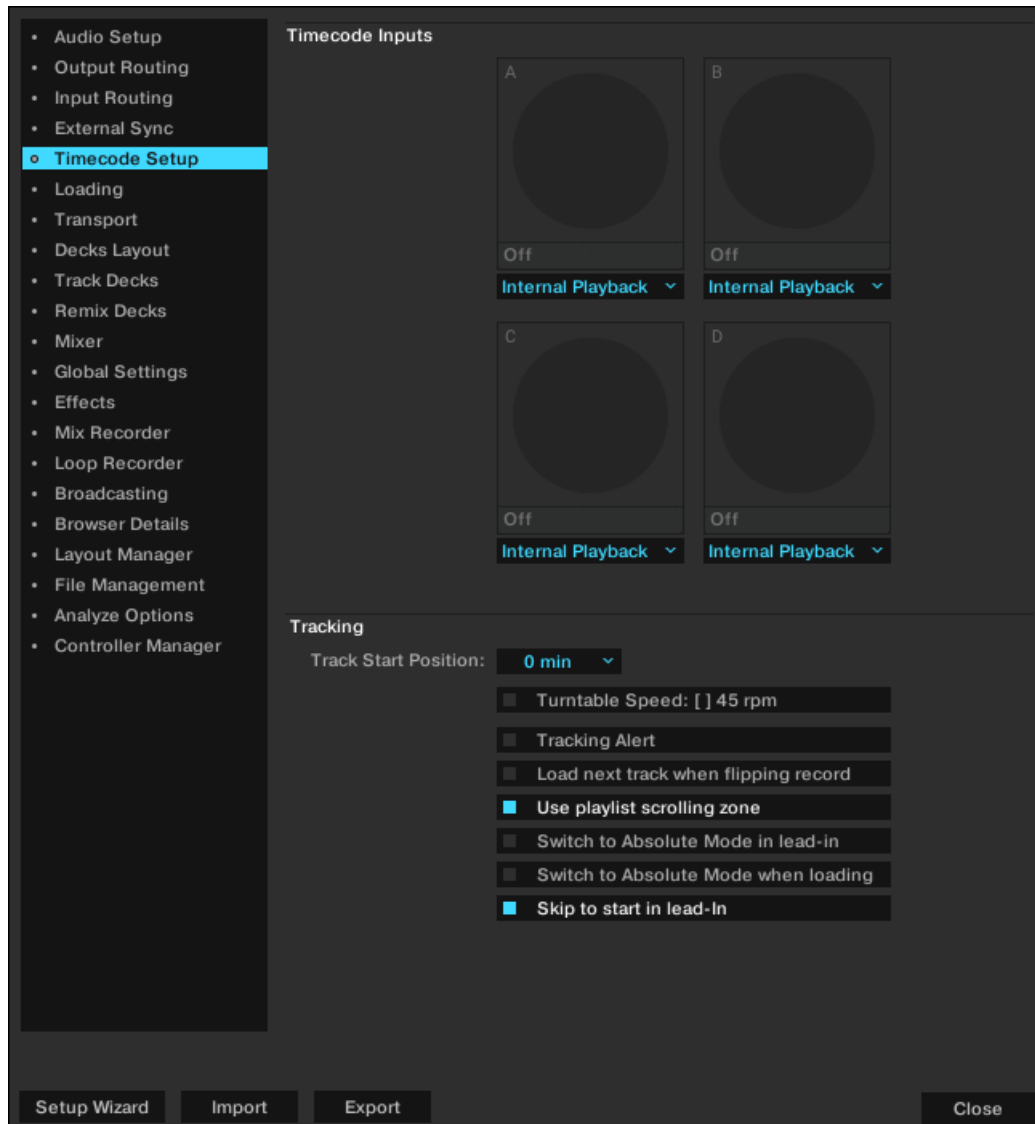 Audio Setup
Output Routing
Input Routing
External Sync
Timecode Setup
Loading
Transport
Decks Layout
Track Decks
Remix Decks
Mixer
Global Settings
Effects
Mix Recorder
Loop Recorder
Broadcasting
Browser Details
Layout Manager
File Management
Analyze Options
Controller Manager
Timecode Inputs
A B
Off Off
Internal Playback Internal Playback
C D
Off Off
Internal Playback Internal Playback
Tracking
Track Start Position: 0 min
Turntable Speed: [ ] 45 rpm
Tracking Alert
Load next track when flipping record
Use playlist scrolling zone
Switch to Absolute Mode in lead-in
Switch to Absolute Mode when loading
Skip to start in lead-In
Setup Wizard Import Export Close